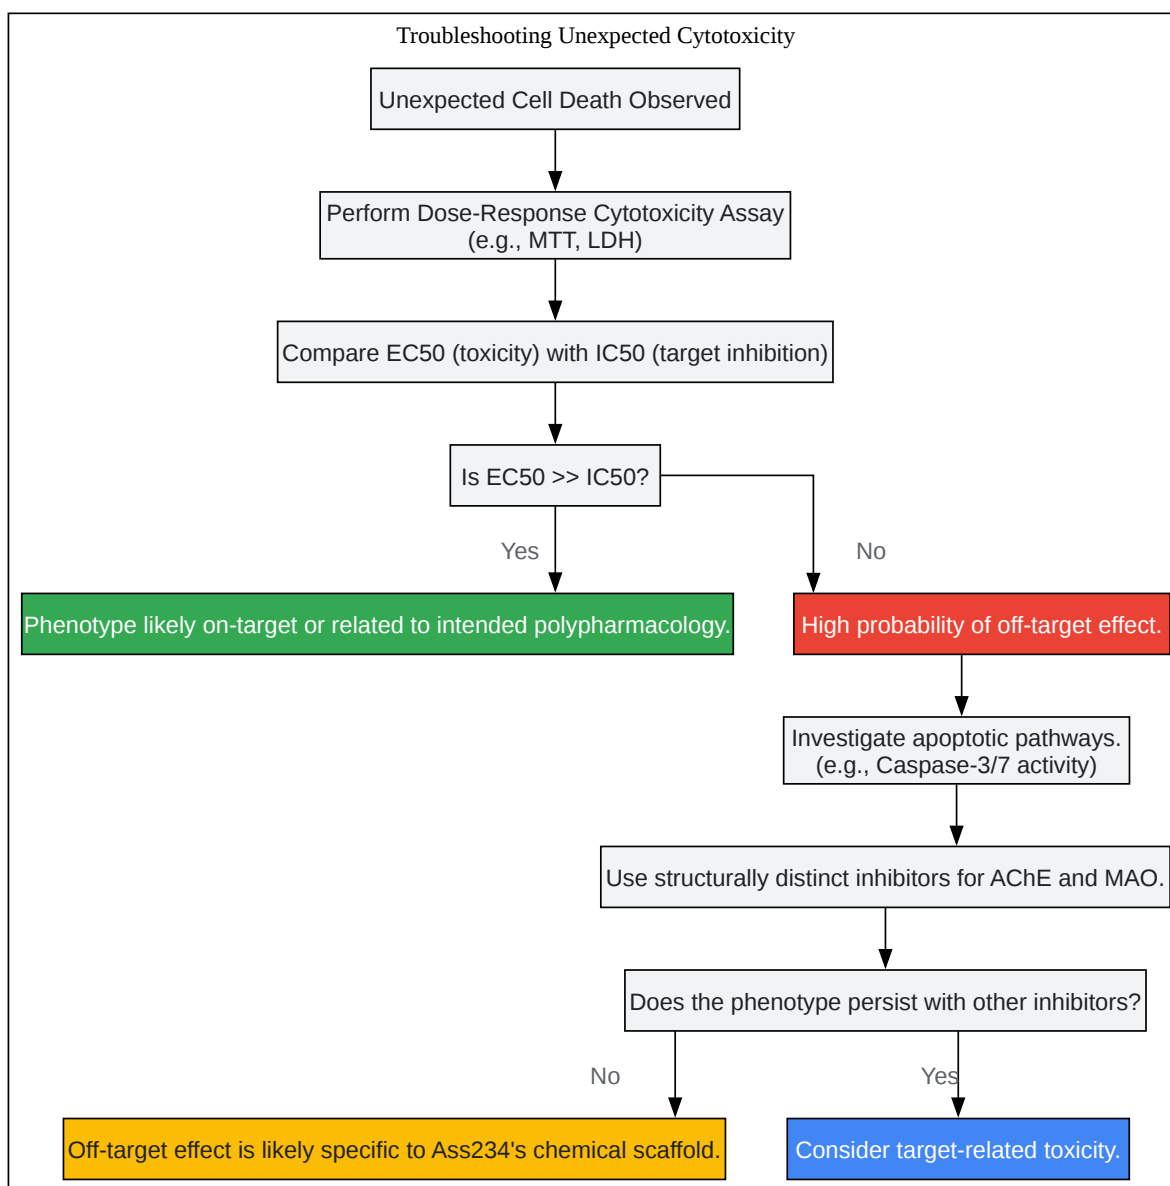 Troubleshooting Unexpected Cytotoxicity
Unexpected Cell Death Observed
Perform Dose-Response Cytotoxicity Assay
(e.g., MTT, LDH)
Compare EC50 (toxicity) with IC50 (target inhibition)
Is EC50 >> IC50?
Yes
No
Phenotype likely on-target or related to intended polypharmacology.
High probability of off-target effect.
Investigate apoptotic pathways.
(e.g., Caspase-3/7 activity)
Use structurally distinct inhibitors for AChE and MAO.
Does the phenotype persist with other inhibitors?
No
Yes
Off-target effect is likely specific to Ass234's chemical scaffold.
Consider target-related toxicity.